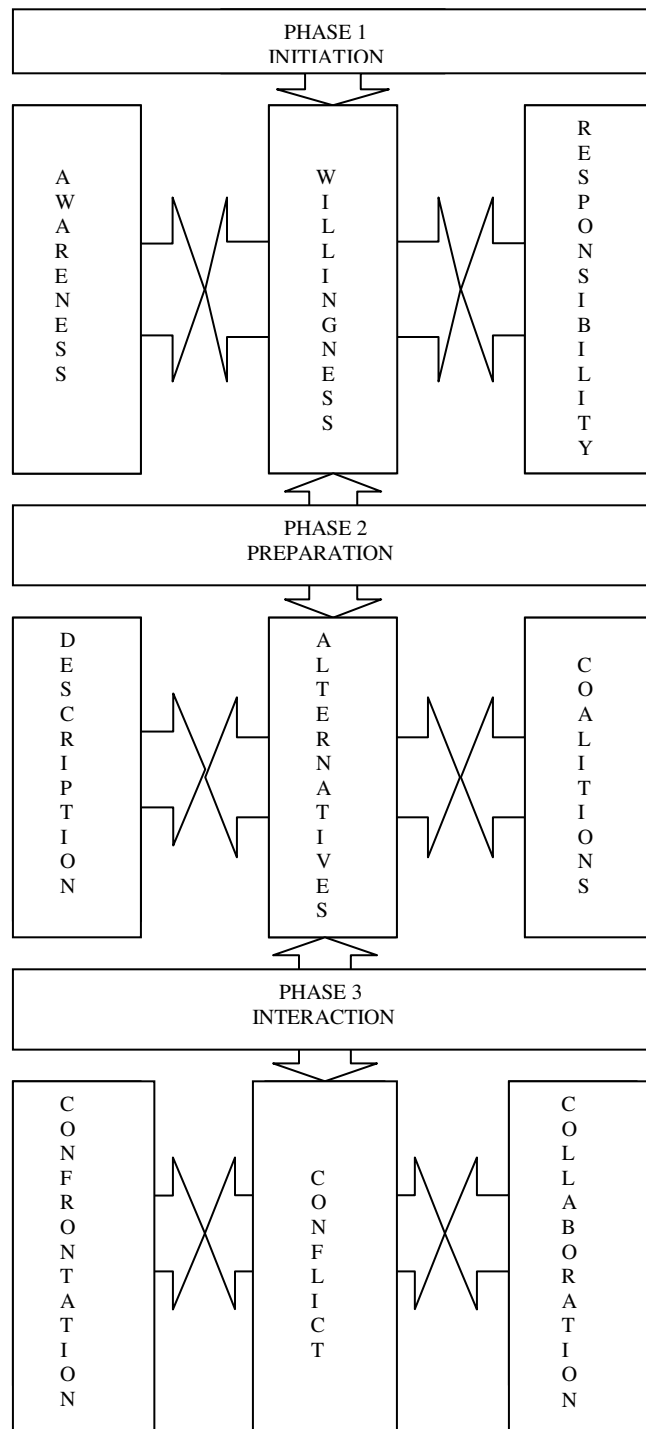 PHASE 1
INITIATION
AWARENESS
WILLINGNESS
RESPONSIBILITY
PHASE 2
PREPARATION
DESCRIPTION
ALTERNATIVES
COALITIONS
PHASE 3
INTERACTION
CONFRONTATION
CONFLICT
COLLABORATION